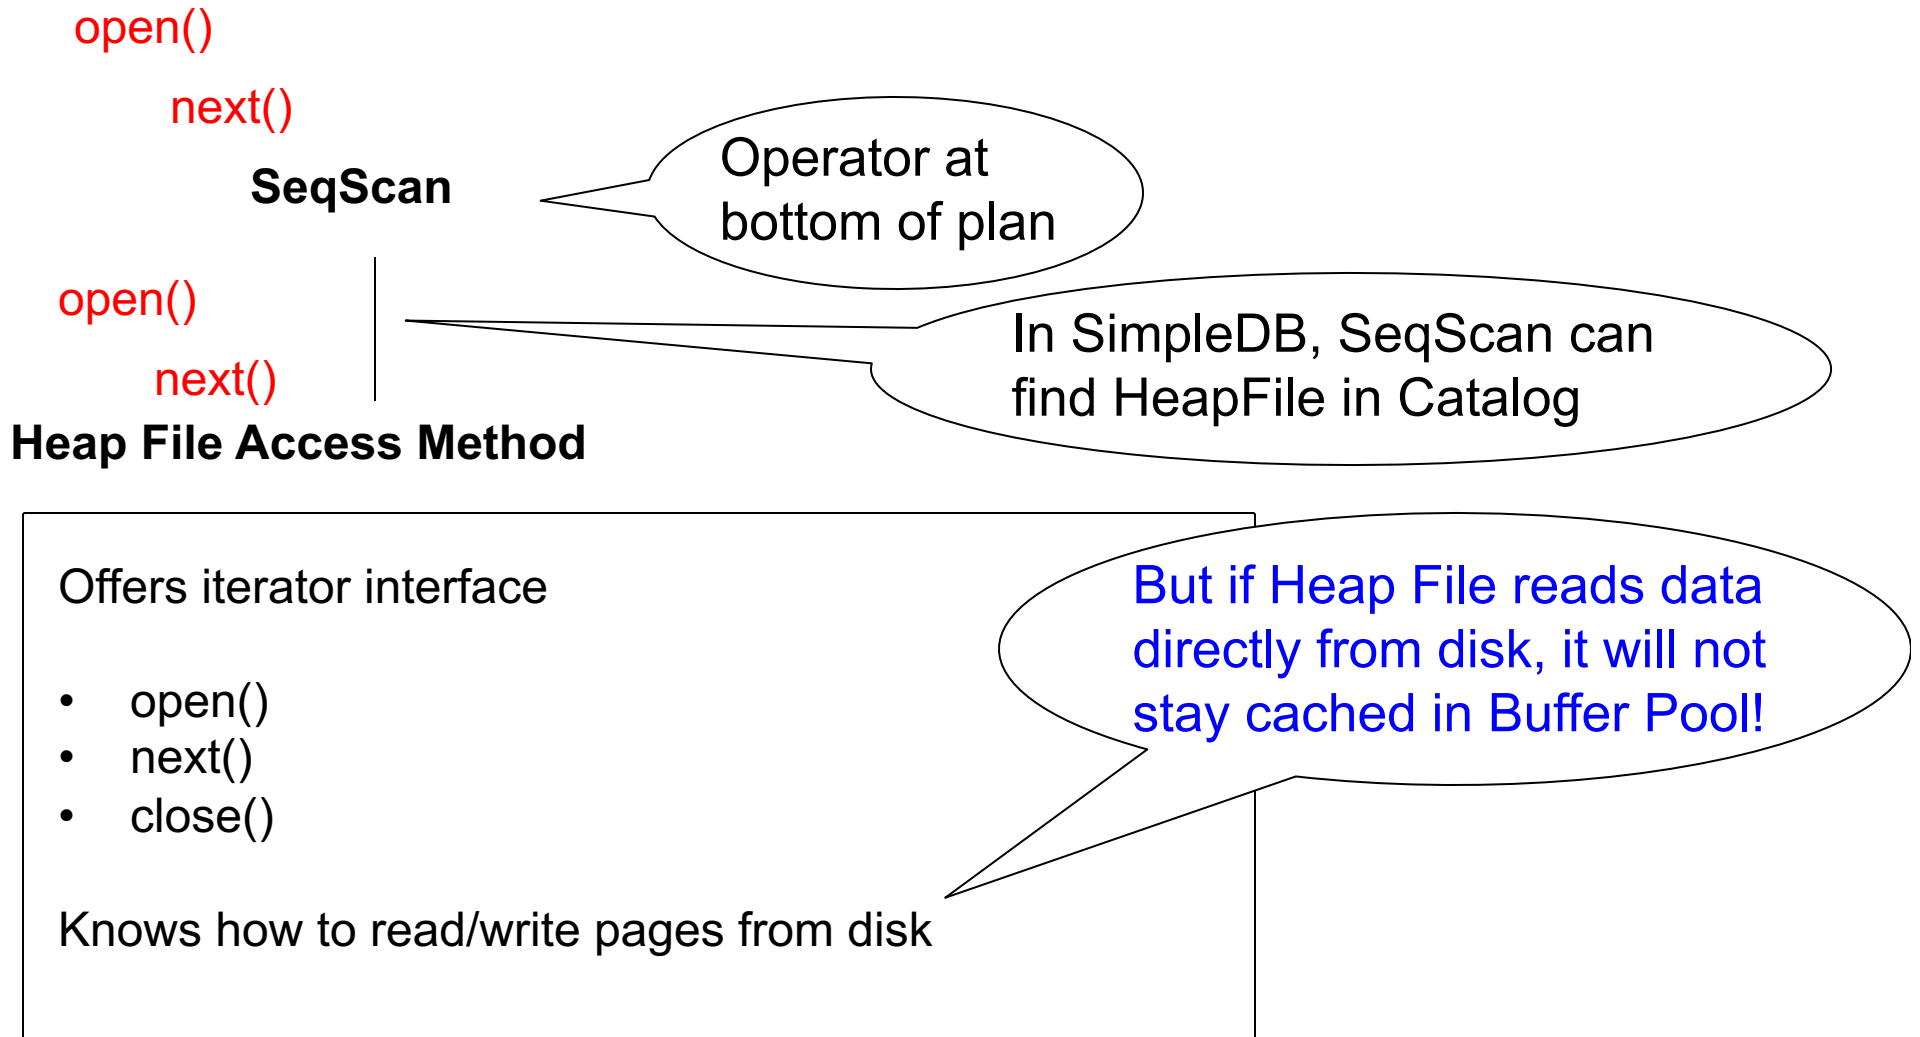 open()
next()
SeqScan
Operator at
bottom of plan
open()
next()
In SimpleDB, SeqScan can
find HeapFile in Catalog
Heap File Access Method
Offers iterator interface
• open()
• next()
• close()
Knows how to read/write pages from disk
But if Heap File reads data
directly from disk, it will not
stay cached in Buffer Pool!